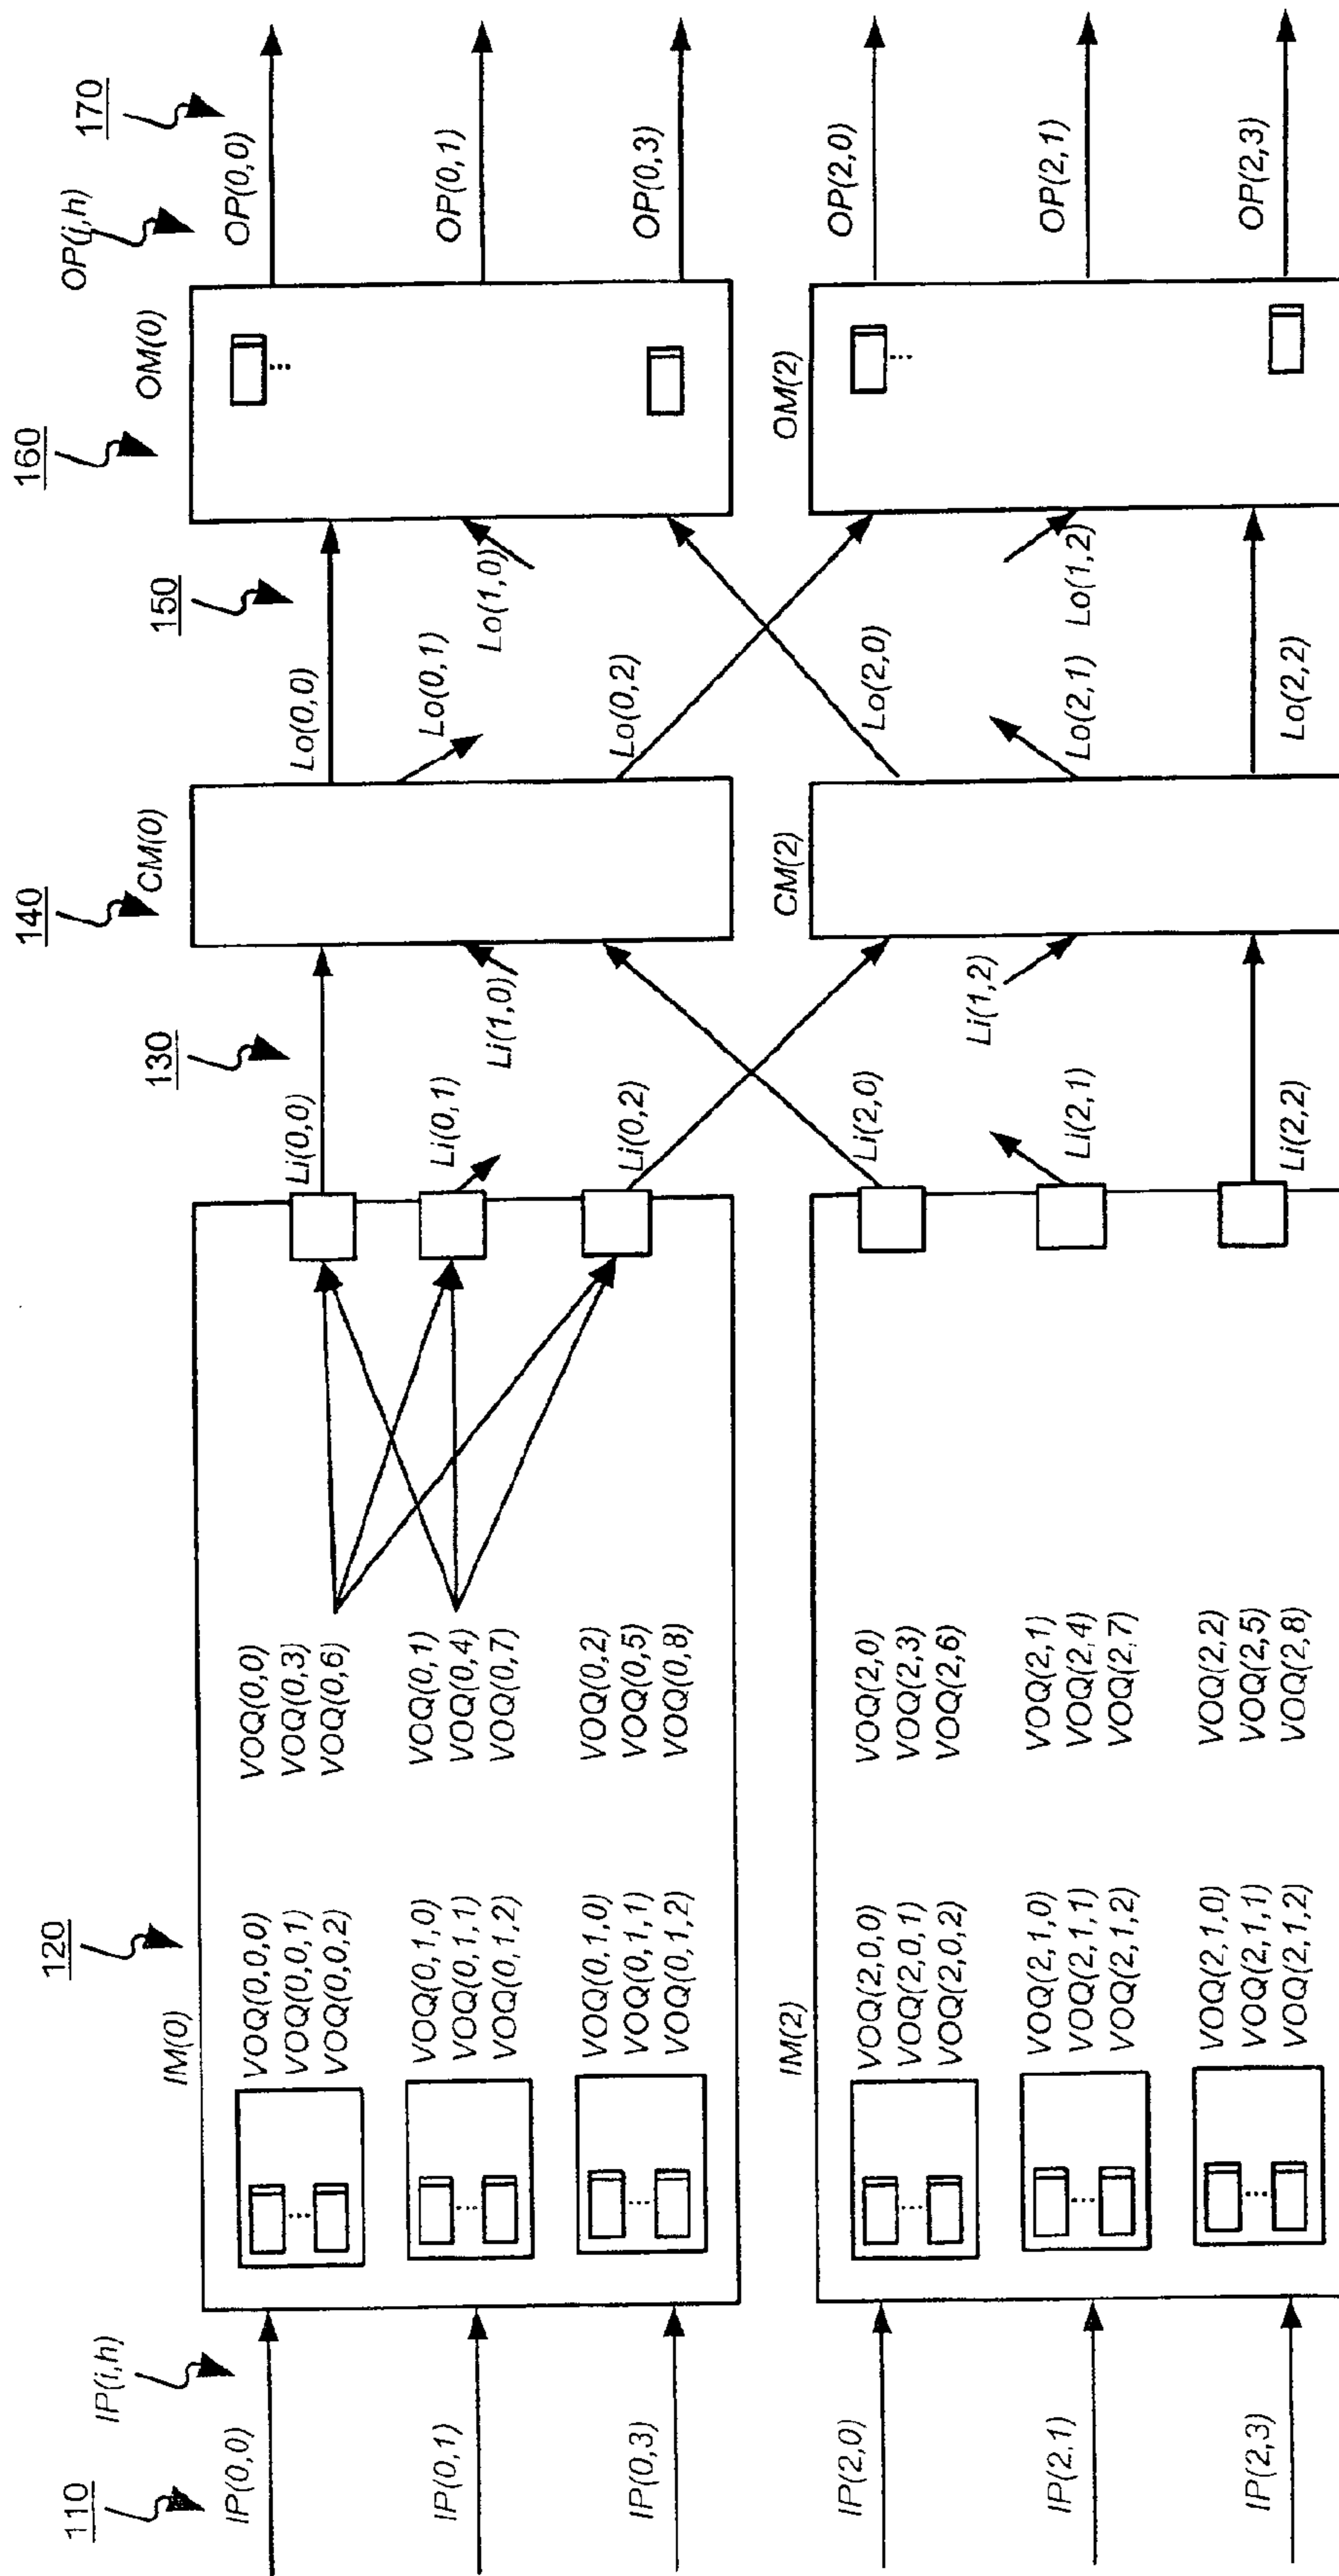 110
IP(i,h)
IP(0,0)
IP(0,1)
IP(0,3)
IP(2,0)
IP(2,1)
IP(2,3)
120
IM(0)
VOQ(0,0,0)
VOQ(0,0,1)
VOQ(0,0,2)
VOQ(0,1,0)
VOQ(0,1,1)
VOQ(0,1,2)
VOQ(0,1,0)
VOQ(0,1,1)
VOQ(0,1,2)
VOQ(0,0)
VOQ(0,3)
VOQ(0,6)
VOQ(0,1)
VOQ(0,4)
VOQ(0,7)
VOQ(0,2)
VOQ(0,5)
VOQ(0,8)
IM(2)
VOQ(2,0,0)
VOQ(2,0,1)
VOQ(2,0,2)
VOQ(2,1,0)
VOQ(2,1,1)
VOQ(2,1,2)
VOQ(2,1,0)
VOQ(2,1,1)
VOQ(2,1,2)
VOQ(2,0)
VOQ(2,3)
VOQ(2,6)
VOQ(2,1)
VOQ(2,4)
VOQ(2,7)
VOQ(2,2)
VOQ(2,5)
VOQ(2,8)
130
Li(0,0)
Li(0,1)
Li(1,0)
Li(0,2)
Li(2,0)
Li(1,2)
Li(2,1)
Li(2,2)
140
CM(0)
CM(2)
150
Lo(0,0)
Lo(0,1)
Lo(1,0)
Lo(0,2)
Lo(2,0)
Lo(2,1)
Lo(1,2)
Lo(2,2)
160
OM(0)
OM(2)
170
OP(j,h)
OP(0,0)
OP(0,1)
OP(0,3)
OP(2,0)
OP(2,1)
OP(2,3)